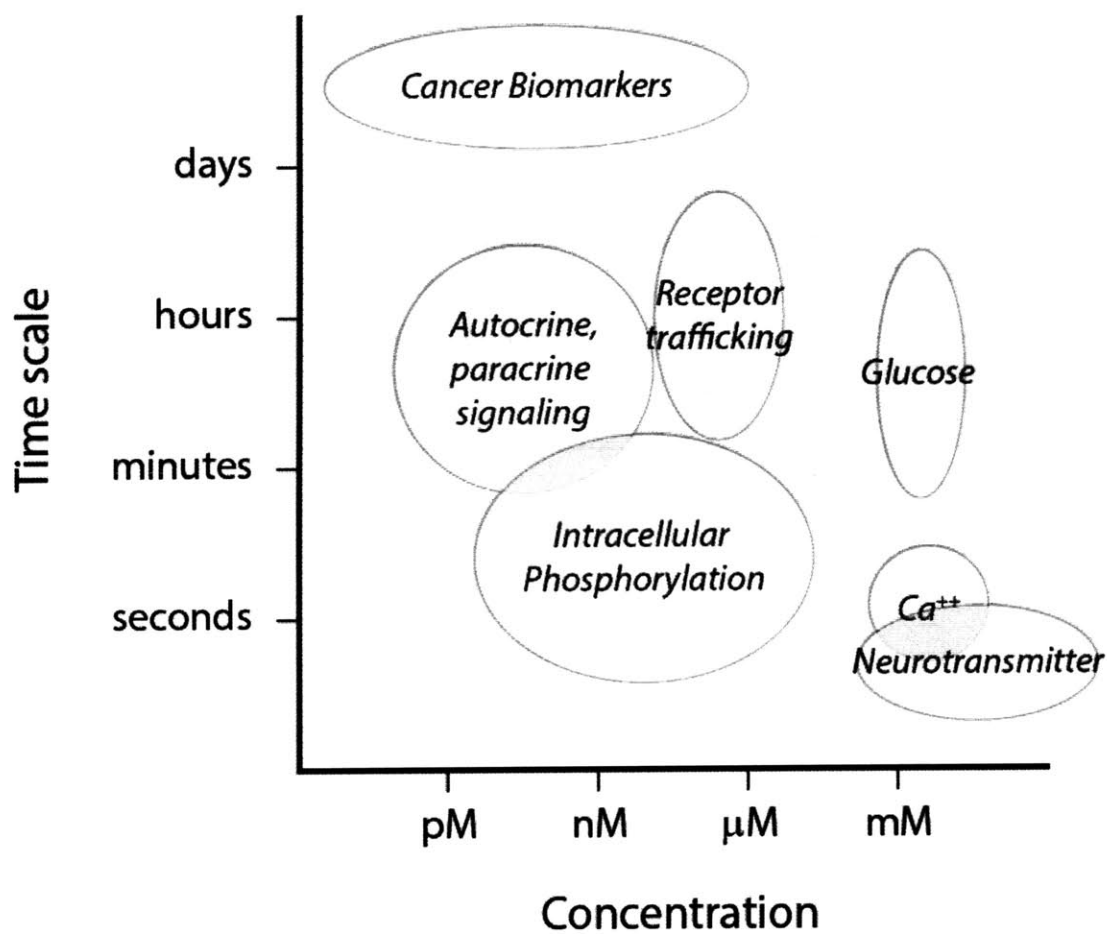 Cancer Biomarkers
days
Receptor
trafficking
hours
Autocrine,
paracrine
signaling
Glucose
minutes
Intracellular
Phosphorylation
seconds
Ca⁺⁺
Neurotransmitter
Time scale
pM
nM
μM
mM
Concentration